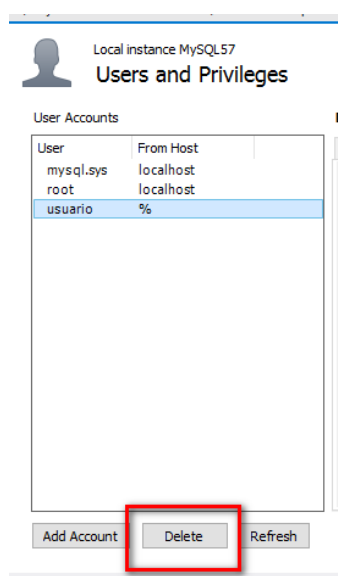 Local instance MySQL57
Users and Privileges
User Accounts
User From Host
mysql.sys localhost
root localhost
usuario %
Add Account Delete Refresh